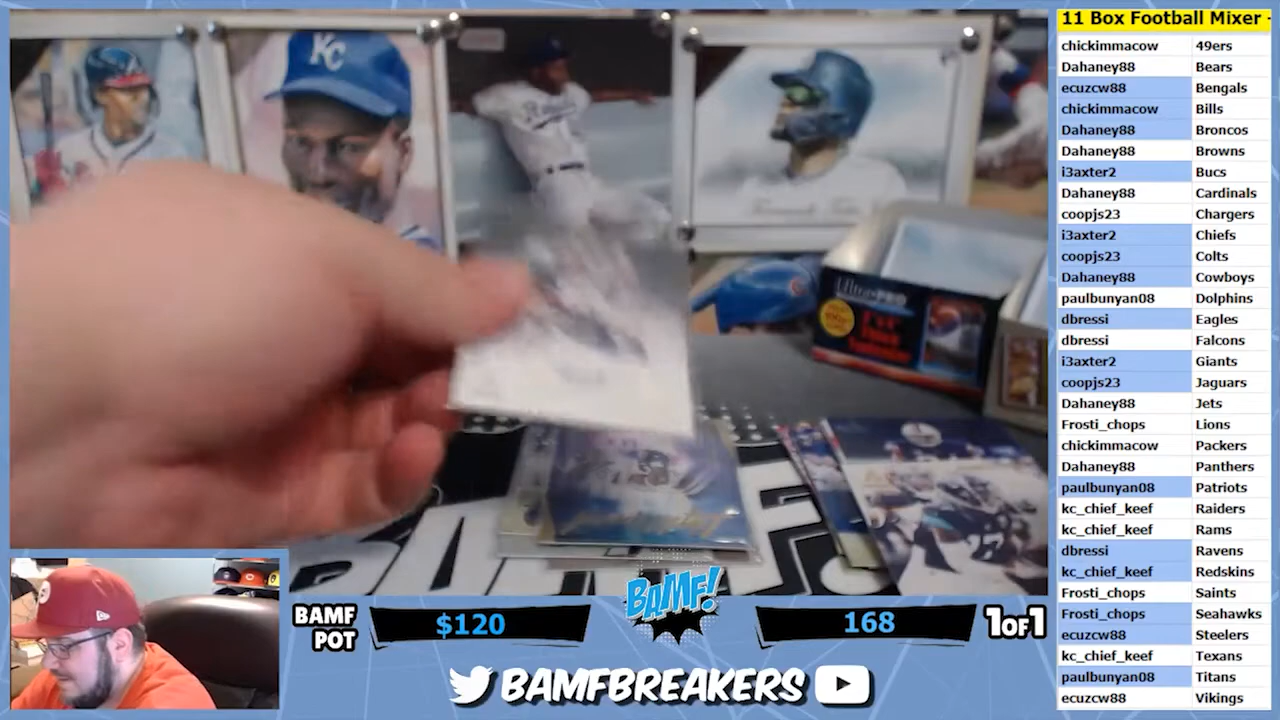 11 Box Football Mixer -
chickimmacow 49ers
Dahaney88 Bears
ecuzcw88 Bengals
chickimmacow Bills
Dahaney88 Broncos
Dahaney88 Browns
i3axter2 Bucs
Dahaney88 Cardinals
coopjs23 Chargers
i3axter2 Chiefs
coopjs23 Colts
Dahaney88 Cowboys
paulbunyan08 Dolphins
dbressi Eagles
dbressi Falcons
i3axter2 Giants
coopjs23 Jaguars
Dahaney88 Jets
Frosti_chops Lions
chickimmacow Packers
Dahaney88 Panthers
paulbunyan08 Patriots
kc_chief_keef Raiders
kc_chief_keef Rams
dbressi Ravens
kc_chief_keef Redskins
Frosti_chops Saints
Frosti_chops Seahawks
ecuzcw88 Steelers
kc_chief_keef Texans
paulbunyan08 Titans
ecuzcw88 Vikings
KC
Ultra-PRO
BAMF POT $120
BAMF!
168 1OF1
BAMFBREAKERS